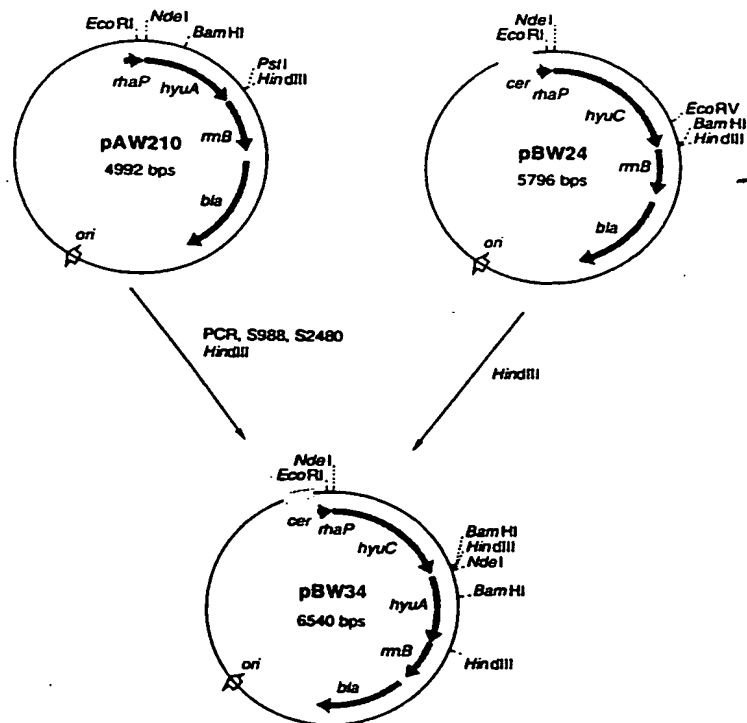 EcoRI
NdeI
BamHI
PstI
HindIII
rhaP
hyuA
rrnB
pAW210
4992 bps
bla
ori
NdeI
EcoRI
cer
rhaP
hyuC
EcoRV
BamHI
HindIII
pBW24
5796 bps
rrnB
bla
ori
PCR, S988, S2480
HindIII
HindIII
NdeI
EcoRI
cer
rhaP
hyuC
BamHI
HindIII
NdeI
BamHI
pBW34
6540 bps
hyuA
rrnB
HindIII
ori
bla